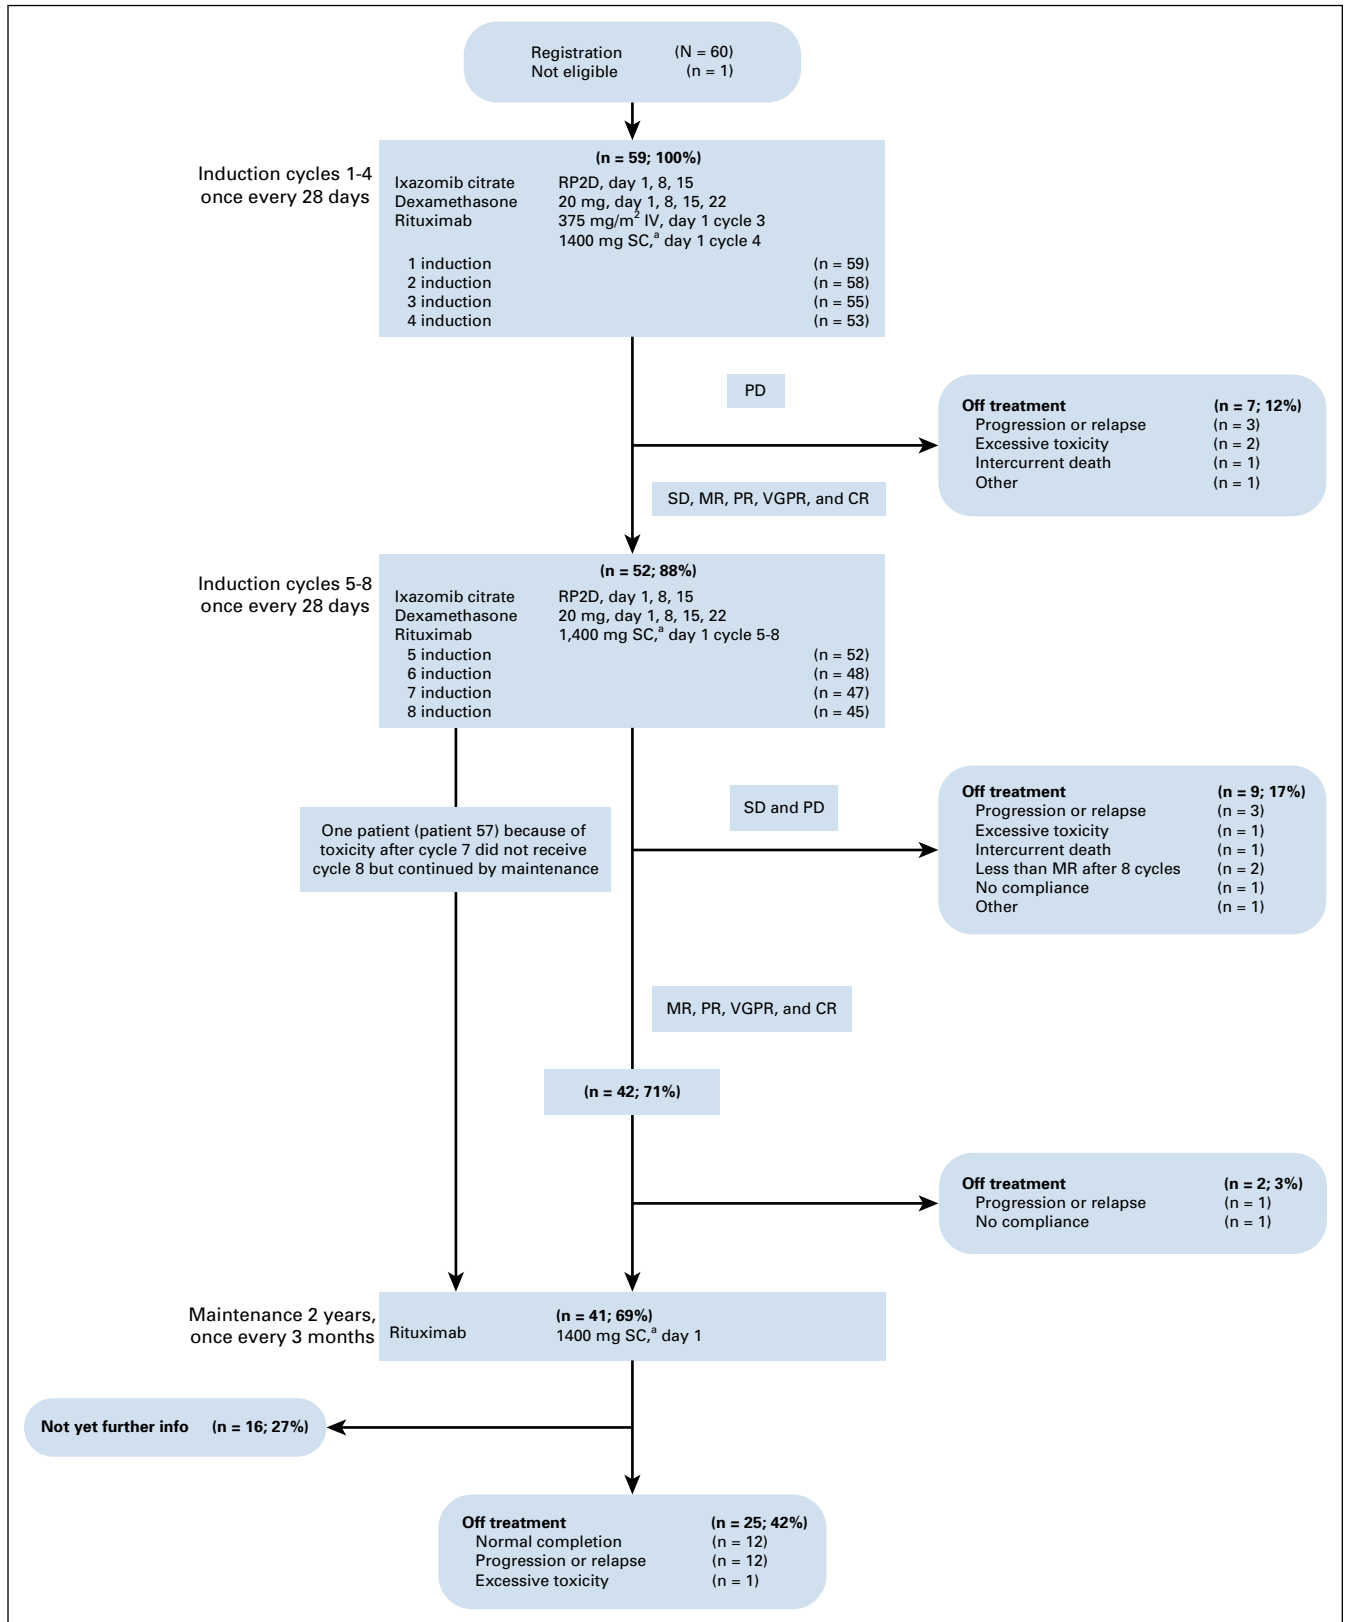 Registration (N = 60)
Not eligible (n = 1)
Induction cycles 1-4
once every 28 days
(n = 59; 100%)
Ixazomib citrate RP2D, day 1, 8, 15
Dexamethasone 20 mg, day 1, 8, 15, 22
Rituximab 375 mg/m² IV, day 1 cycle 3
1400 mg SC,ᵃ day 1 cycle 4
1 induction (n = 59)
2 induction (n = 58)
3 induction (n = 55)
4 induction (n = 53)
PD
Off treatment (n = 7; 12%)
Progression or relapse (n = 3)
Excessive toxicity (n = 2)
Intercurrent death (n = 1)
Other (n = 1)
SD, MR, PR, VGPR, and CR
Induction cycles 5-8
once every 28 days
(n = 52; 88%)
Ixazomib citrate RP2D, day 1, 8, 15
Dexamethasone 20 mg, day 1, 8, 15, 22
Rituximab 1,400 mg SC,ᵃ day 1 cycle 5-8
5 induction (n = 52)
6 induction (n = 48)
7 induction (n = 47)
8 induction (n = 45)
One patient (patient 57) because of
toxicity after cycle 7 did not receive
cycle 8 but continued by maintenance
SD and PD
Off treatment (n = 9; 17%)
Progression or relapse (n = 3)
Excessive toxicity (n = 1)
Intercurrent death (n = 1)
Less than MR after 8 cycles (n = 2)
No compliance (n = 1)
Other (n = 1)
MR, PR, VGPR, and CR
(n = 42; 71%)
Off treatment (n = 2; 3%)
Progression or relapse (n = 1)
No compliance (n = 1)
Maintenance 2 years,
once every 3 months
(n = 41; 69%)
Rituximab 1400 mg SC,ᵃ day 1
Not yet further info (n = 16; 27%)
Off treatment (n = 25; 42%)
Normal completion (n = 12)
Progression or relapse (n = 12)
Excessive toxicity (n = 1)